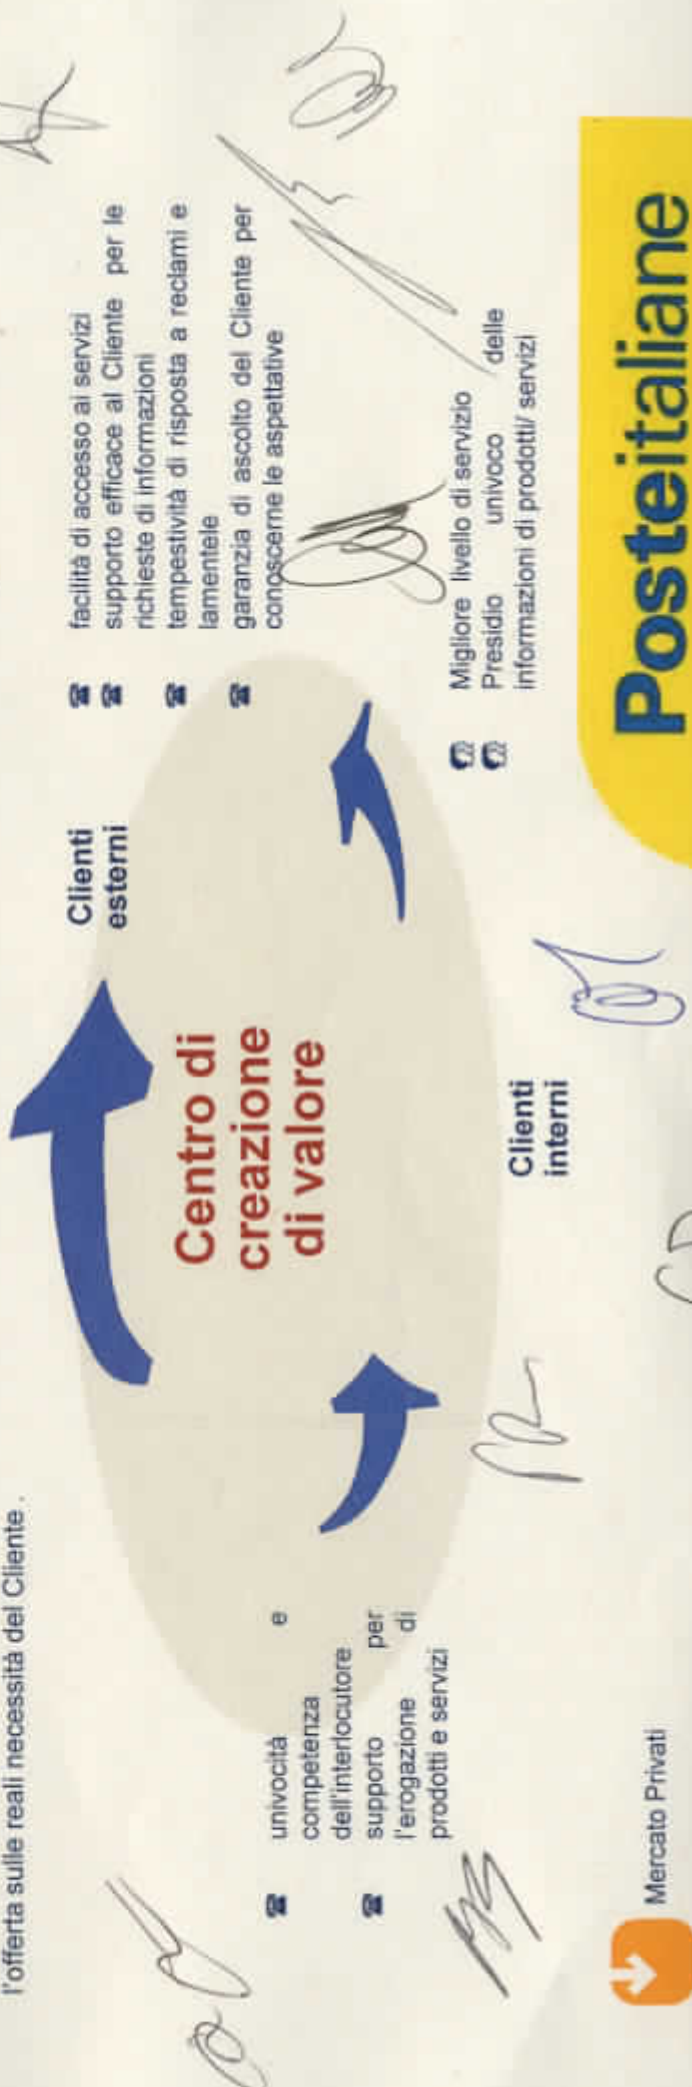 l'offerta sulle reali necessità del Cliente .
Clienti
esterni
facilità di accesso ai servizi
supporto efficace al Cliente per le
richieste di informazioni
tempestività di risposta a reclami e
lamentele
garanzia di ascolto del Cliente per
conoscerne le aspettative
Centro di
creazione
di valore
univocità e
competenza
dell'interlocutore
supporto per
l'erogazione di
prodotti e servizi
Migliore livello di servizio
Presidio univoco delle
informazioni di prodotti/ servizi
Clienti
interni
Mercato Privati
Posteitaliane